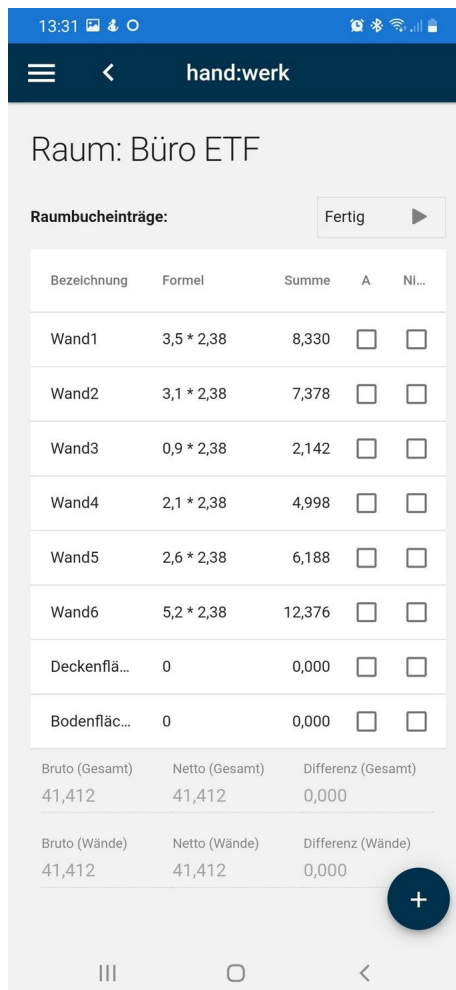 13:31
hand:werk
Raum: Büro ETF
Raumbucheinträge:
Fertig
Bezeichnung Formel Summe A Ni...
Wand1 3,5 * 2,38 8,330
Wand2 3,1 * 2,38 7,378
Wand3 0,9 * 2,38 2,142
Wand4 2,1 * 2,38 4,998
Wand5 2,6 * 2,38 6,188
Wand6 5,2 * 2,38 12,376
Deckenflä... 0 0,000
Bodenfläc... 0 0,000
Bruto (Gesamt) Netto (Gesamt) Differenz (Gesamt)
41,412 41,412 0,000
Bruto (Wände) Netto (Wände) Differenz (Wände)
41,412 41,412 0,000
+